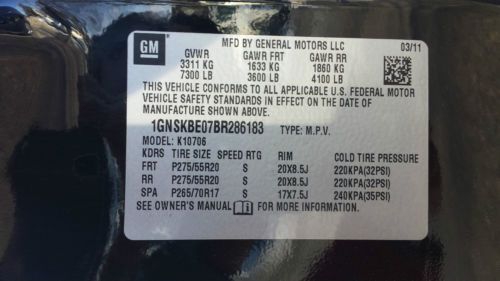 GM
MFD BY GENERAL MOTORS LLC 03/11
GVWR GAWR FRT GAWR RR
3311 KG 1633 KG 1860 KG
7300 LB 3600 LB 4100 LB
THIS VEHICLE CONFORMS TO ALL APPLICABLE U.S. FEDERAL MOTOR
VEHICLE SAFETY STANDARDS IN EFFECT ON THE DATE OF
MANUFACTURE SHOWN ABOVE.
1GNSKBE07BR286183 TYPE: M.P.V.
MODEL: K10706
KDRS TIRE SIZE SPEED RTG RIM COLD TIRE PRESSURE
FRT P275/55R20 S 20X8.5J 220KPA(32PSI)
RR P275/55R20 S 20X8.5J 220KPA(32PSI)
SPA P265/70R17 S 17X7.5J 240KPA(35PSI)
SEE OWNER'S MANUAL FOR MORE INFORMATION.